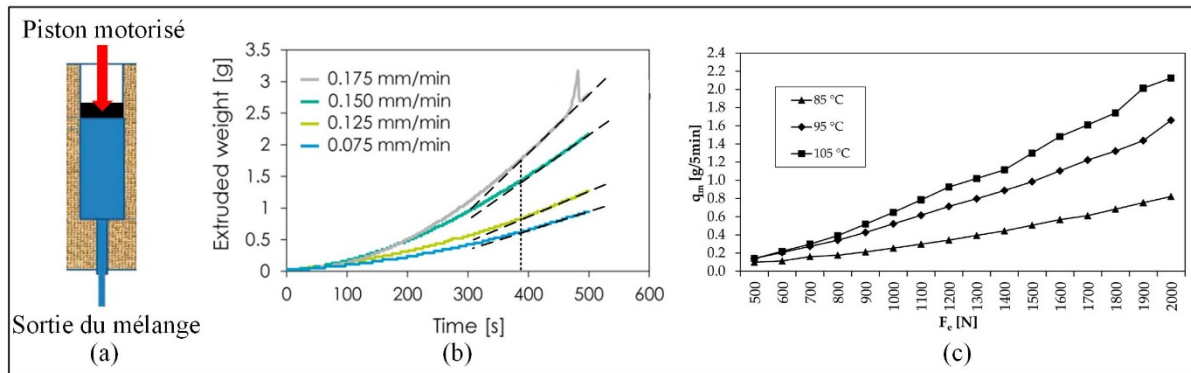 Piston motorisé
Sortie du mélange
(a)
Extruded weight [g]
3.5
3
2.5
2
1.5
1
0.5
0
0.175 mm/min
0.150 mm/min
0.125 mm/min
0.075 mm/min
0 100 200 300 400 500 600
Time [s]
(b)
qm [g/5min]
2.4
2.2
2.0
1.8
1.6
1.4
1.2
1.0
0.8
0.6
0.4
0.2
0.0
85 °C
95 °C
105 °C
500 600 700 800 900 1000 1100 1200 1300 1400 1500 1600 1700 1800 1900 2000
Fe [N]
(c)